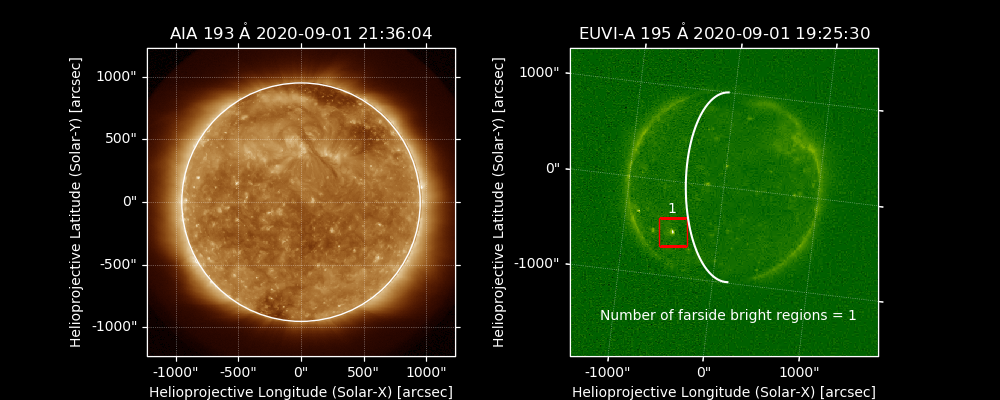 AIA 193 Å 2020-09-01 21:36:04
Helioprojective Latitude (Solar-Y) [arcsec]
1000"
500"
0"
-500"
-1000"
-1000" -500" 0" 500" 1000"
Helioprojective Longitude (Solar-X) [arcsec]
EUVI-A 195 Å 2020-09-01 19:25:30
Helioprojective Latitude (Solar-Y) [arcsec]
1000"
0"
-1000"
1
Number of farside bright regions = 1
-1000" 0" 1000"
Helioprojective Longitude (Solar-X) [arcsec]